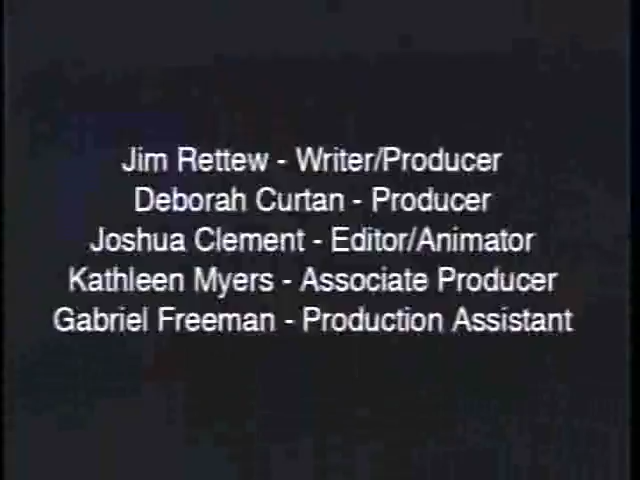 Jim Rettew - Writer/Producer
Deborah Curtan - Producer
Joshua Clement - Editor/Animator
Kathleen Myers - Associate Producer
Gabriel Freeman - Production Assistant